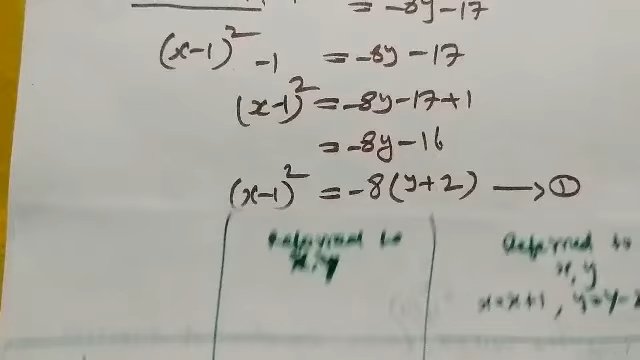 = -8y-17
(x-1)² -1 = -8y-17
(x-1)² = -8y-17+1
= -8y-16
(x-1)² = -8(y+2) ⟶ ①
Referred to
X, Y
Referred to
x, y
x=X+1, y=Y-2